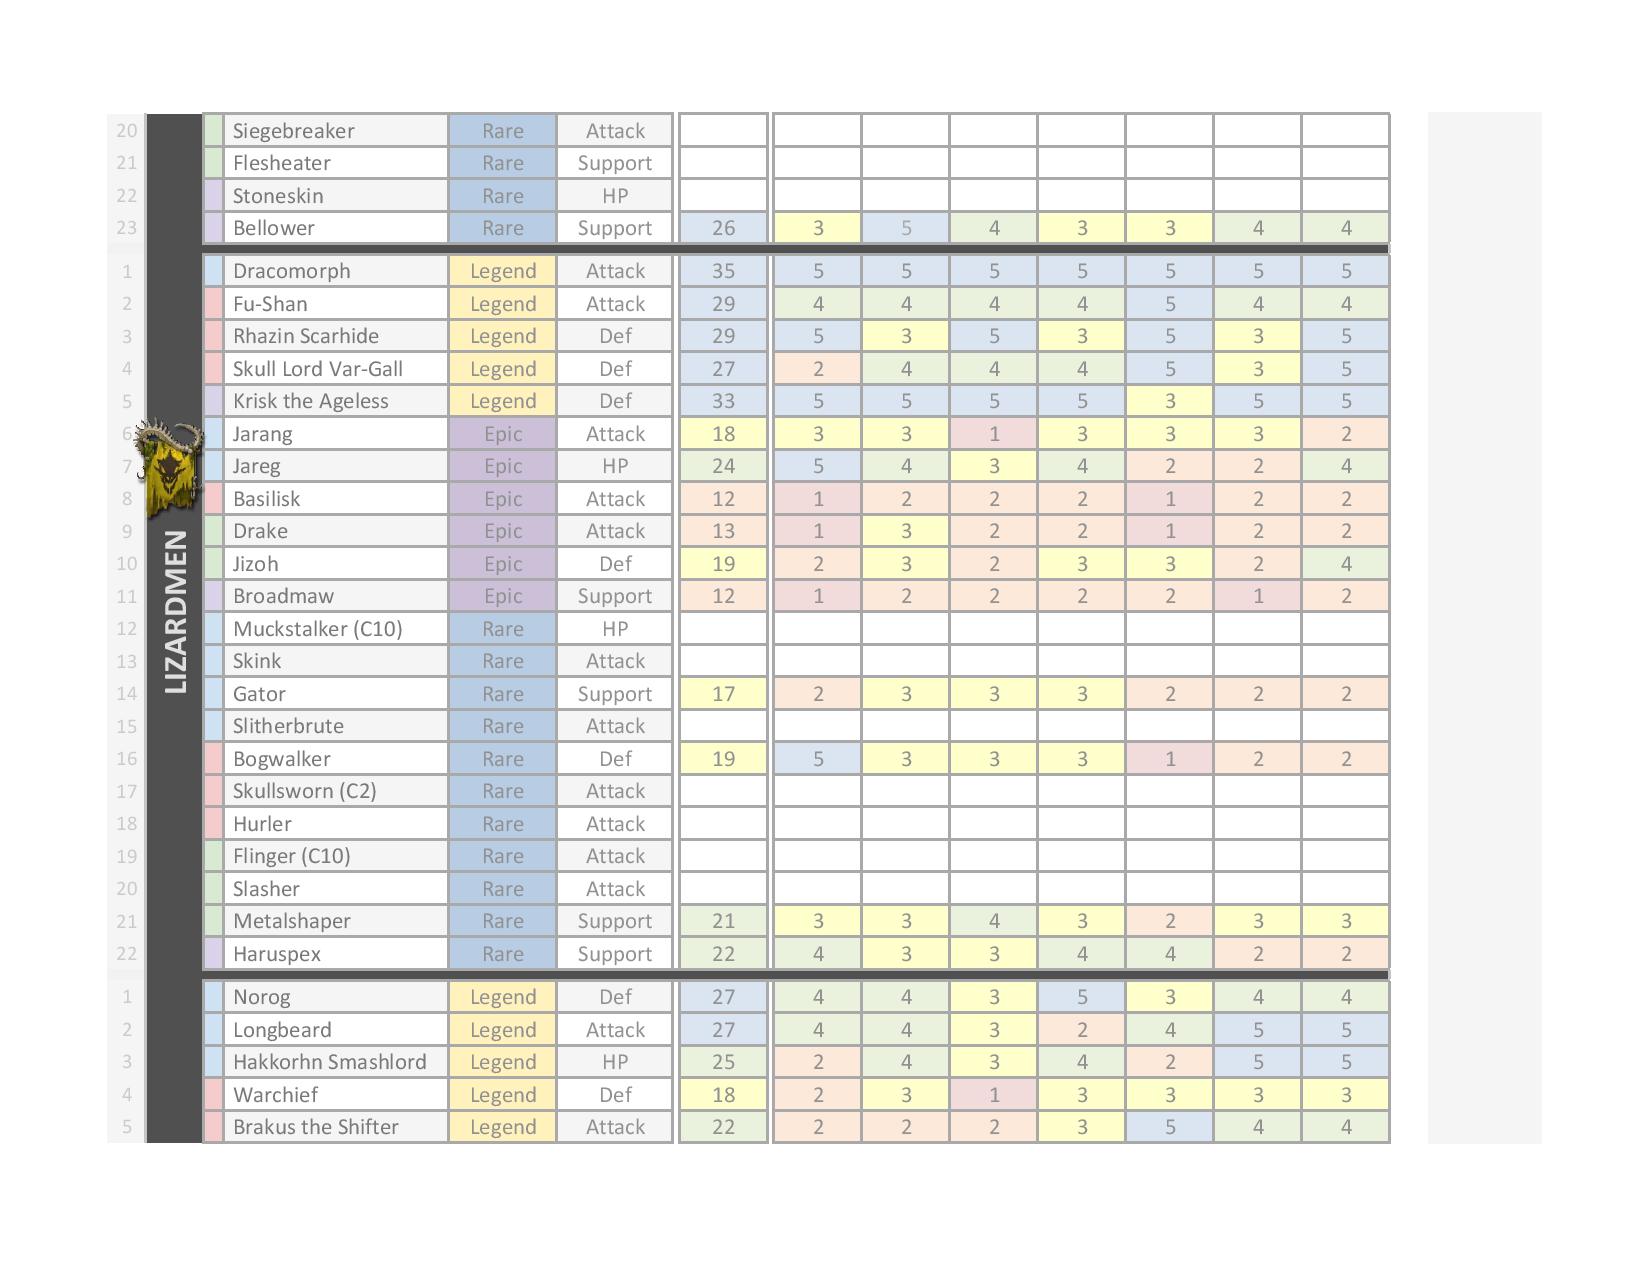 20 Siegebreaker Rare Attack
21 Flesheater Rare Support
22 Stoneskin Rare HP
23 Bellower Rare Support 26 3 5 4 3 3 4 4
LIZARDMEN
1 Dracomorph Legend Attack 35 5 5 5 5 5 5 5
2 Fu-Shan Legend Attack 29 4 4 4 4 5 4 4
3 Rhazin Scarhide Legend Def 29 5 3 5 3 5 3 5
4 Skull Lord Var-Gall Legend Def 27 2 4 4 4 5 3 5
5 Krisk the Ageless Legend Def 33 5 5 5 5 3 5 5
6 Jarang Epic Attack 18 3 3 1 3 3 3 2
7 Jareg Epic HP 24 5 4 3 4 2 2 4
8 Basilisk Epic Attack 12 1 2 2 2 1 2 2
9 Drake Epic Attack 13 1 3 2 2 1 2 2
10 Jizoh Epic Def 19 2 3 2 3 3 2 4
11 Broadmaw Epic Support 12 1 2 2 2 2 1 2
12 Muckstalker (C10) Rare HP
13 Skink Rare Attack
14 Gator Rare Support 17 2 3 3 3 2 2 2
15 Slitherbrute Rare Attack
16 Bogwalker Rare Def 19 5 3 3 3 1 2 2
17 Skullsworn (C2) Rare Attack
18 Hurler Rare Attack
19 Flinger (C10) Rare Attack
20 Slasher Rare Attack
21 Metalshaper Rare Support 21 3 3 4 3 2 3 3
22 Haruspex Rare Support 22 4 3 3 4 4 2 2
1 Norog Legend Def 27 4 4 3 5 3 4 4
2 Longbeard Legend Attack 27 4 4 3 2 4 5 5
3 Hakkorhn Smashlord Legend HP 25 2 4 3 4 2 5 5
4 Warchief Legend Def 18 2 3 1 3 3 3 3
5 Brakus the Shifter Legend Attack 22 2 2 2 3 5 4 4